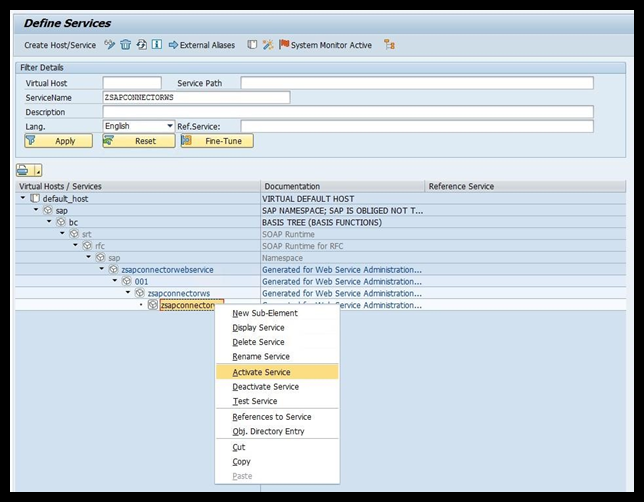 Define Services
Create Host/Service External Aliases System Monitor Active
Filter Details
Virtual Host Service Path
ServiceName ZSAPCONNECTORWS
Description
Lang. English Ref.Service:
Apply Reset Fine-Tune
Virtual Hosts / Services Documentation Reference Service
default_host VIRTUAL DEFAULT HOST
sap SAP NAMESPACE; SAP IS OBLIGED NOT T...
bc BASIS TREE (BASIS FUNCTIONS)
srt SOAP Runtime
rfc SOAP Runtime for RFC
sap Namespace
zsapconnectorwebservice Generated for Web Service Administration...
001 Generated for Web Service Administration...
zsapconnectorws Generated for Web Service Administration...
zsapconnector Generated for Web Service Administration...
New Sub-Element
Display Service
Delete Service
Rename Service
Activate Service
Deactivate Service
Test Service
References to Service
Obj. Directory Entry
Cut
Copy
Paste